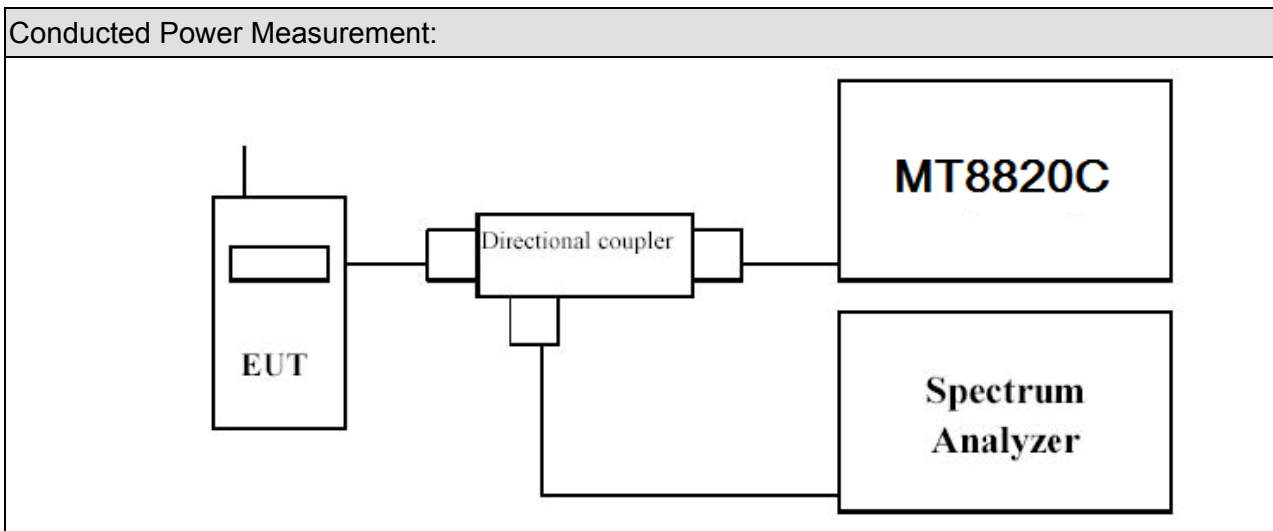 Conducted Power Measurement:
MT8820C
Directional coupler
EUT
Spectrum
Analyzer